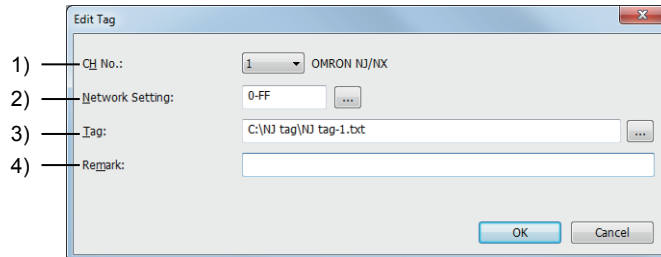 Edit Tag
1) CH No.: 1 OMRON NJ/NX
2) Network Setting: 0-FF ...
3) Tag: C:\NJ tag\NJ tag-1.txt ...
4) Remark:
OK Cancel